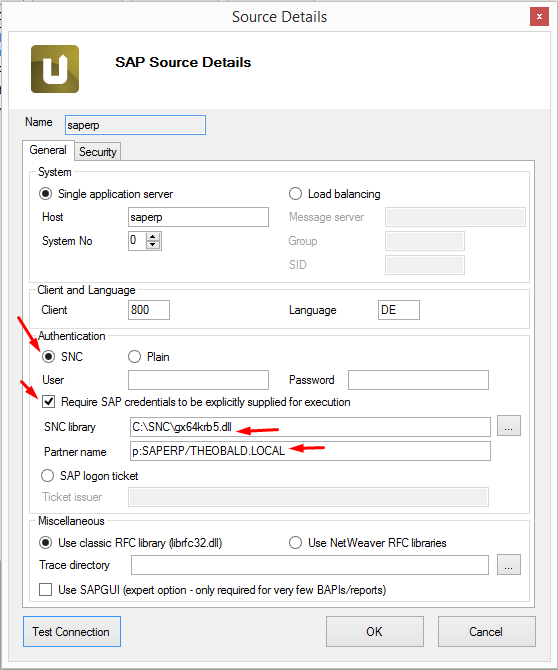 Source Details
x
SAP Source Details
Name saperp
General Security
System
Single application server Load balancing
Host saperp Message server
System No 0 Group
SID
Client and Language
Client 800 Language DE
Authentication
SNC Plain
User Password
Require SAP credentials to be explicitly supplied for execution
SNC library C:\SNC\gx64krb5.dll ...
Partner name p:SAPERP/THEOBALD.LOCAL
SAP logon ticket
Ticket issuer
Miscellaneous
Use classic RFC library (librfc32.dll) Use NetWeaver RFC libraries
Trace directory ...
Use SAPGUI (expert option - only required for very few BAPIs/reports)
Test Connection OK Cancel